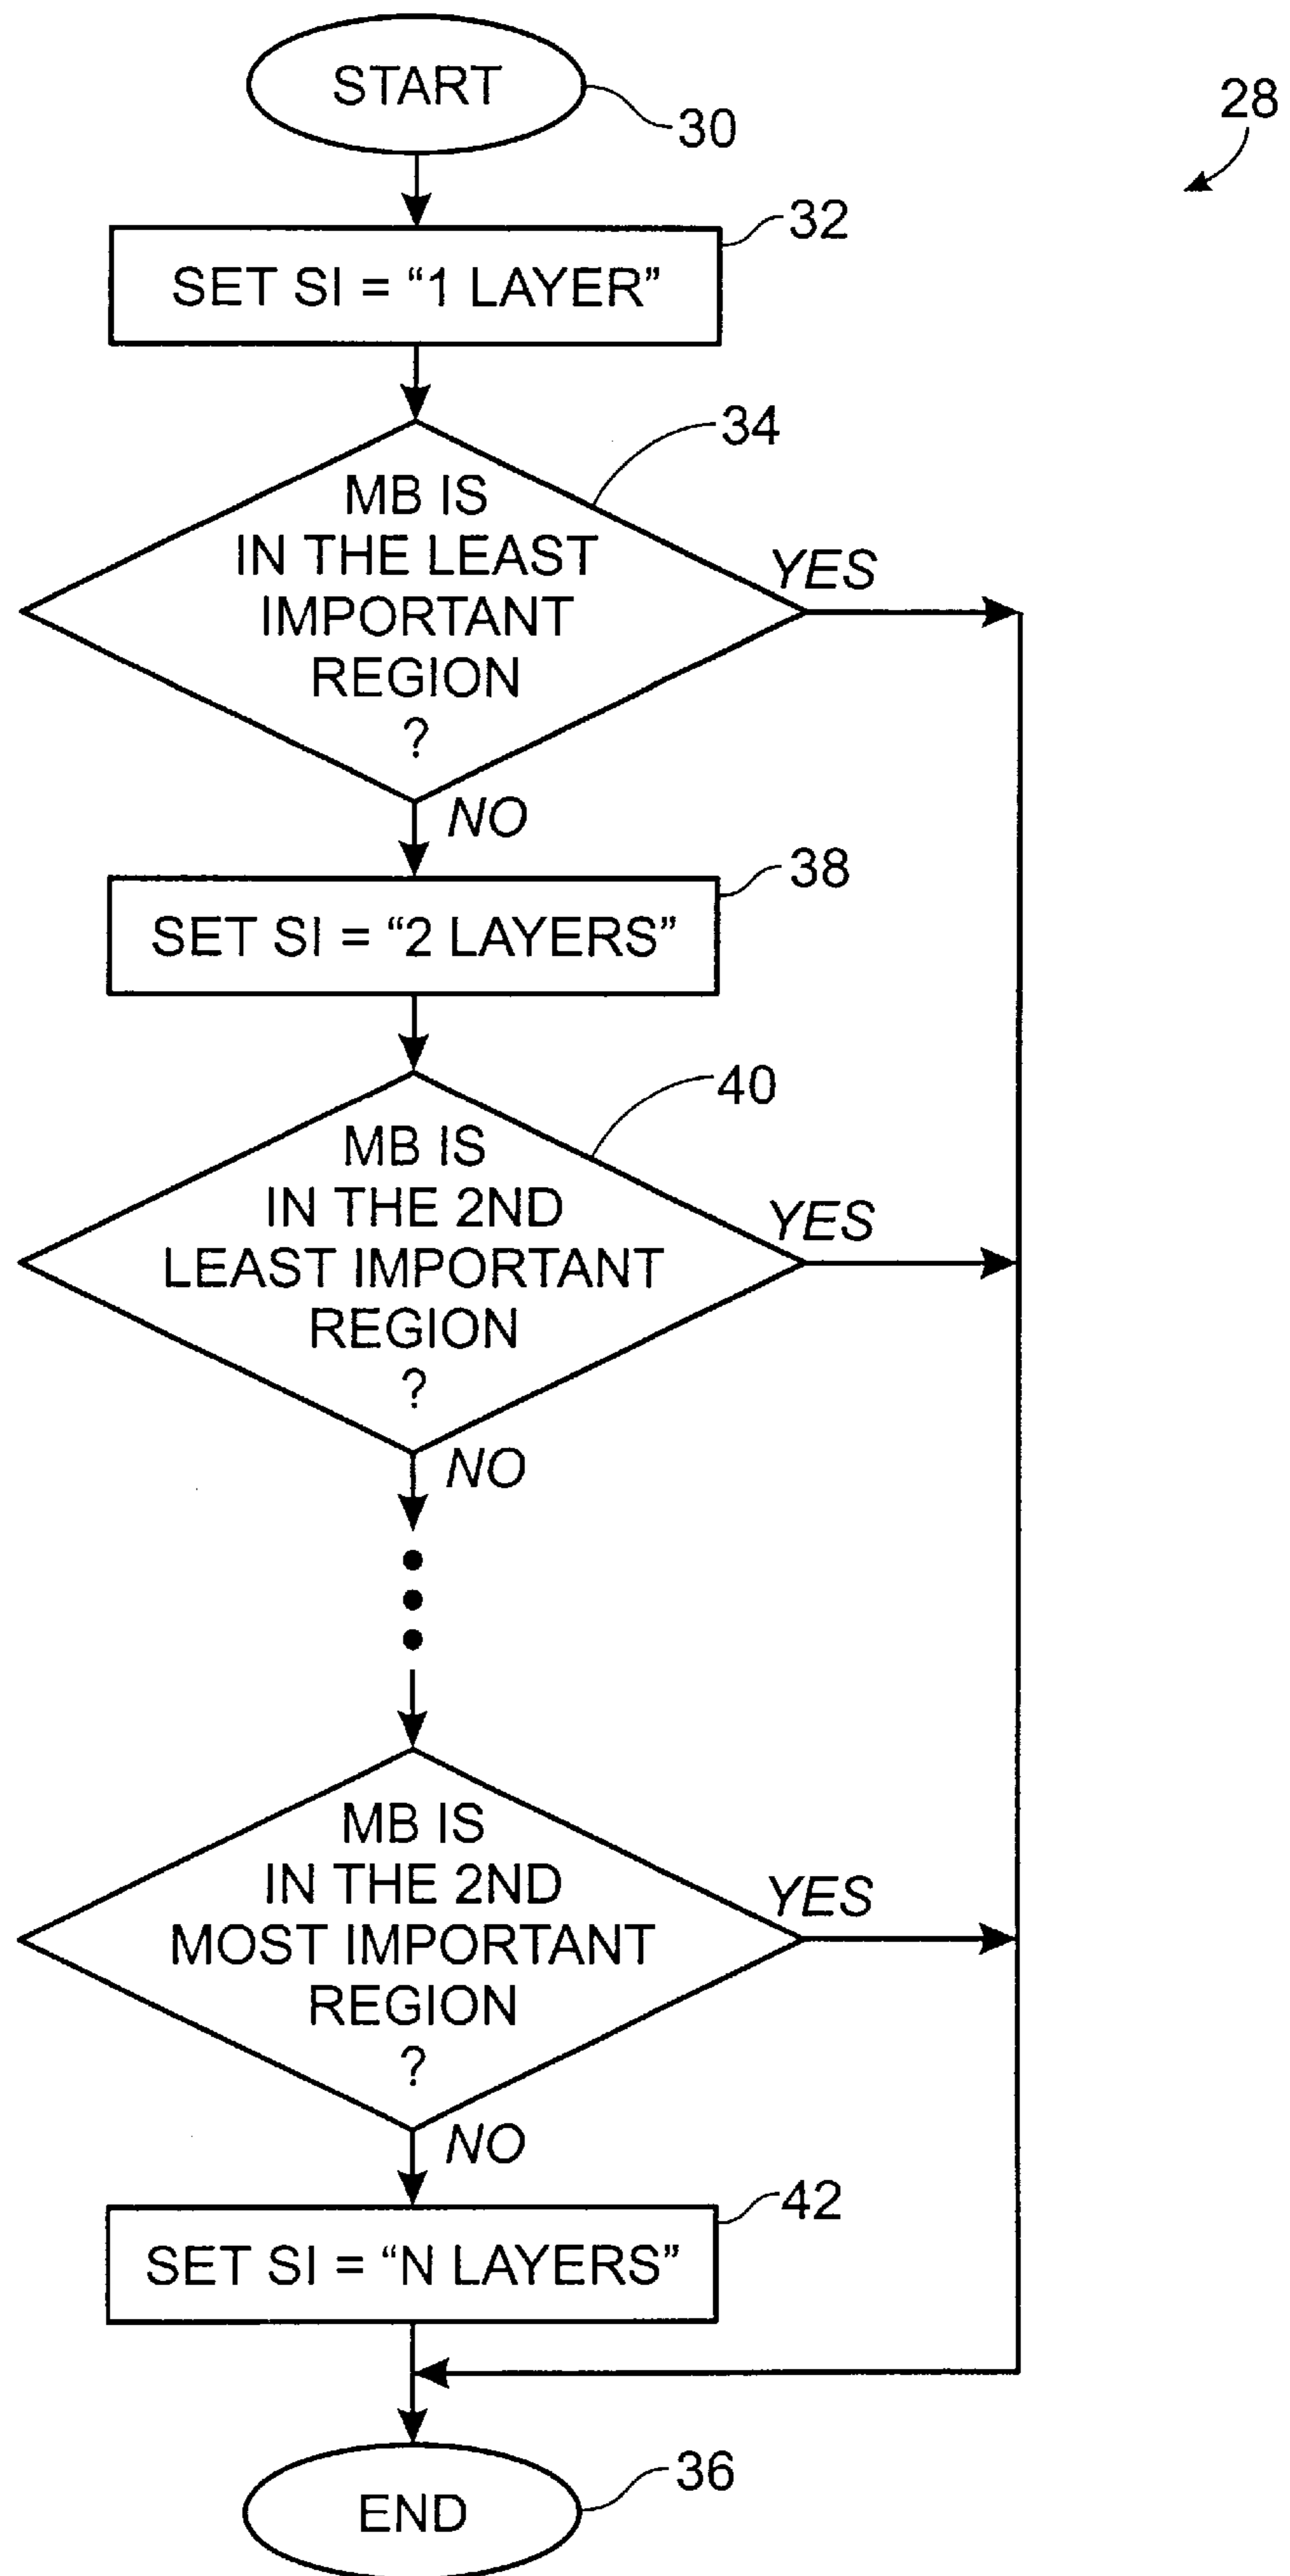 START
30
28
32
SET SI = “1 LAYER”
34
MB IS
IN THE LEAST
IMPORTANT
REGION
?
YES
NO
38
SET SI = “2 LAYERS”
40
MB IS
IN THE 2ND
LEAST IMPORTANT
REGION
?
YES
NO
MB IS
IN THE 2ND
MOST IMPORTANT
REGION
?
YES
NO
42
SET SI = “N LAYERS”
36
END